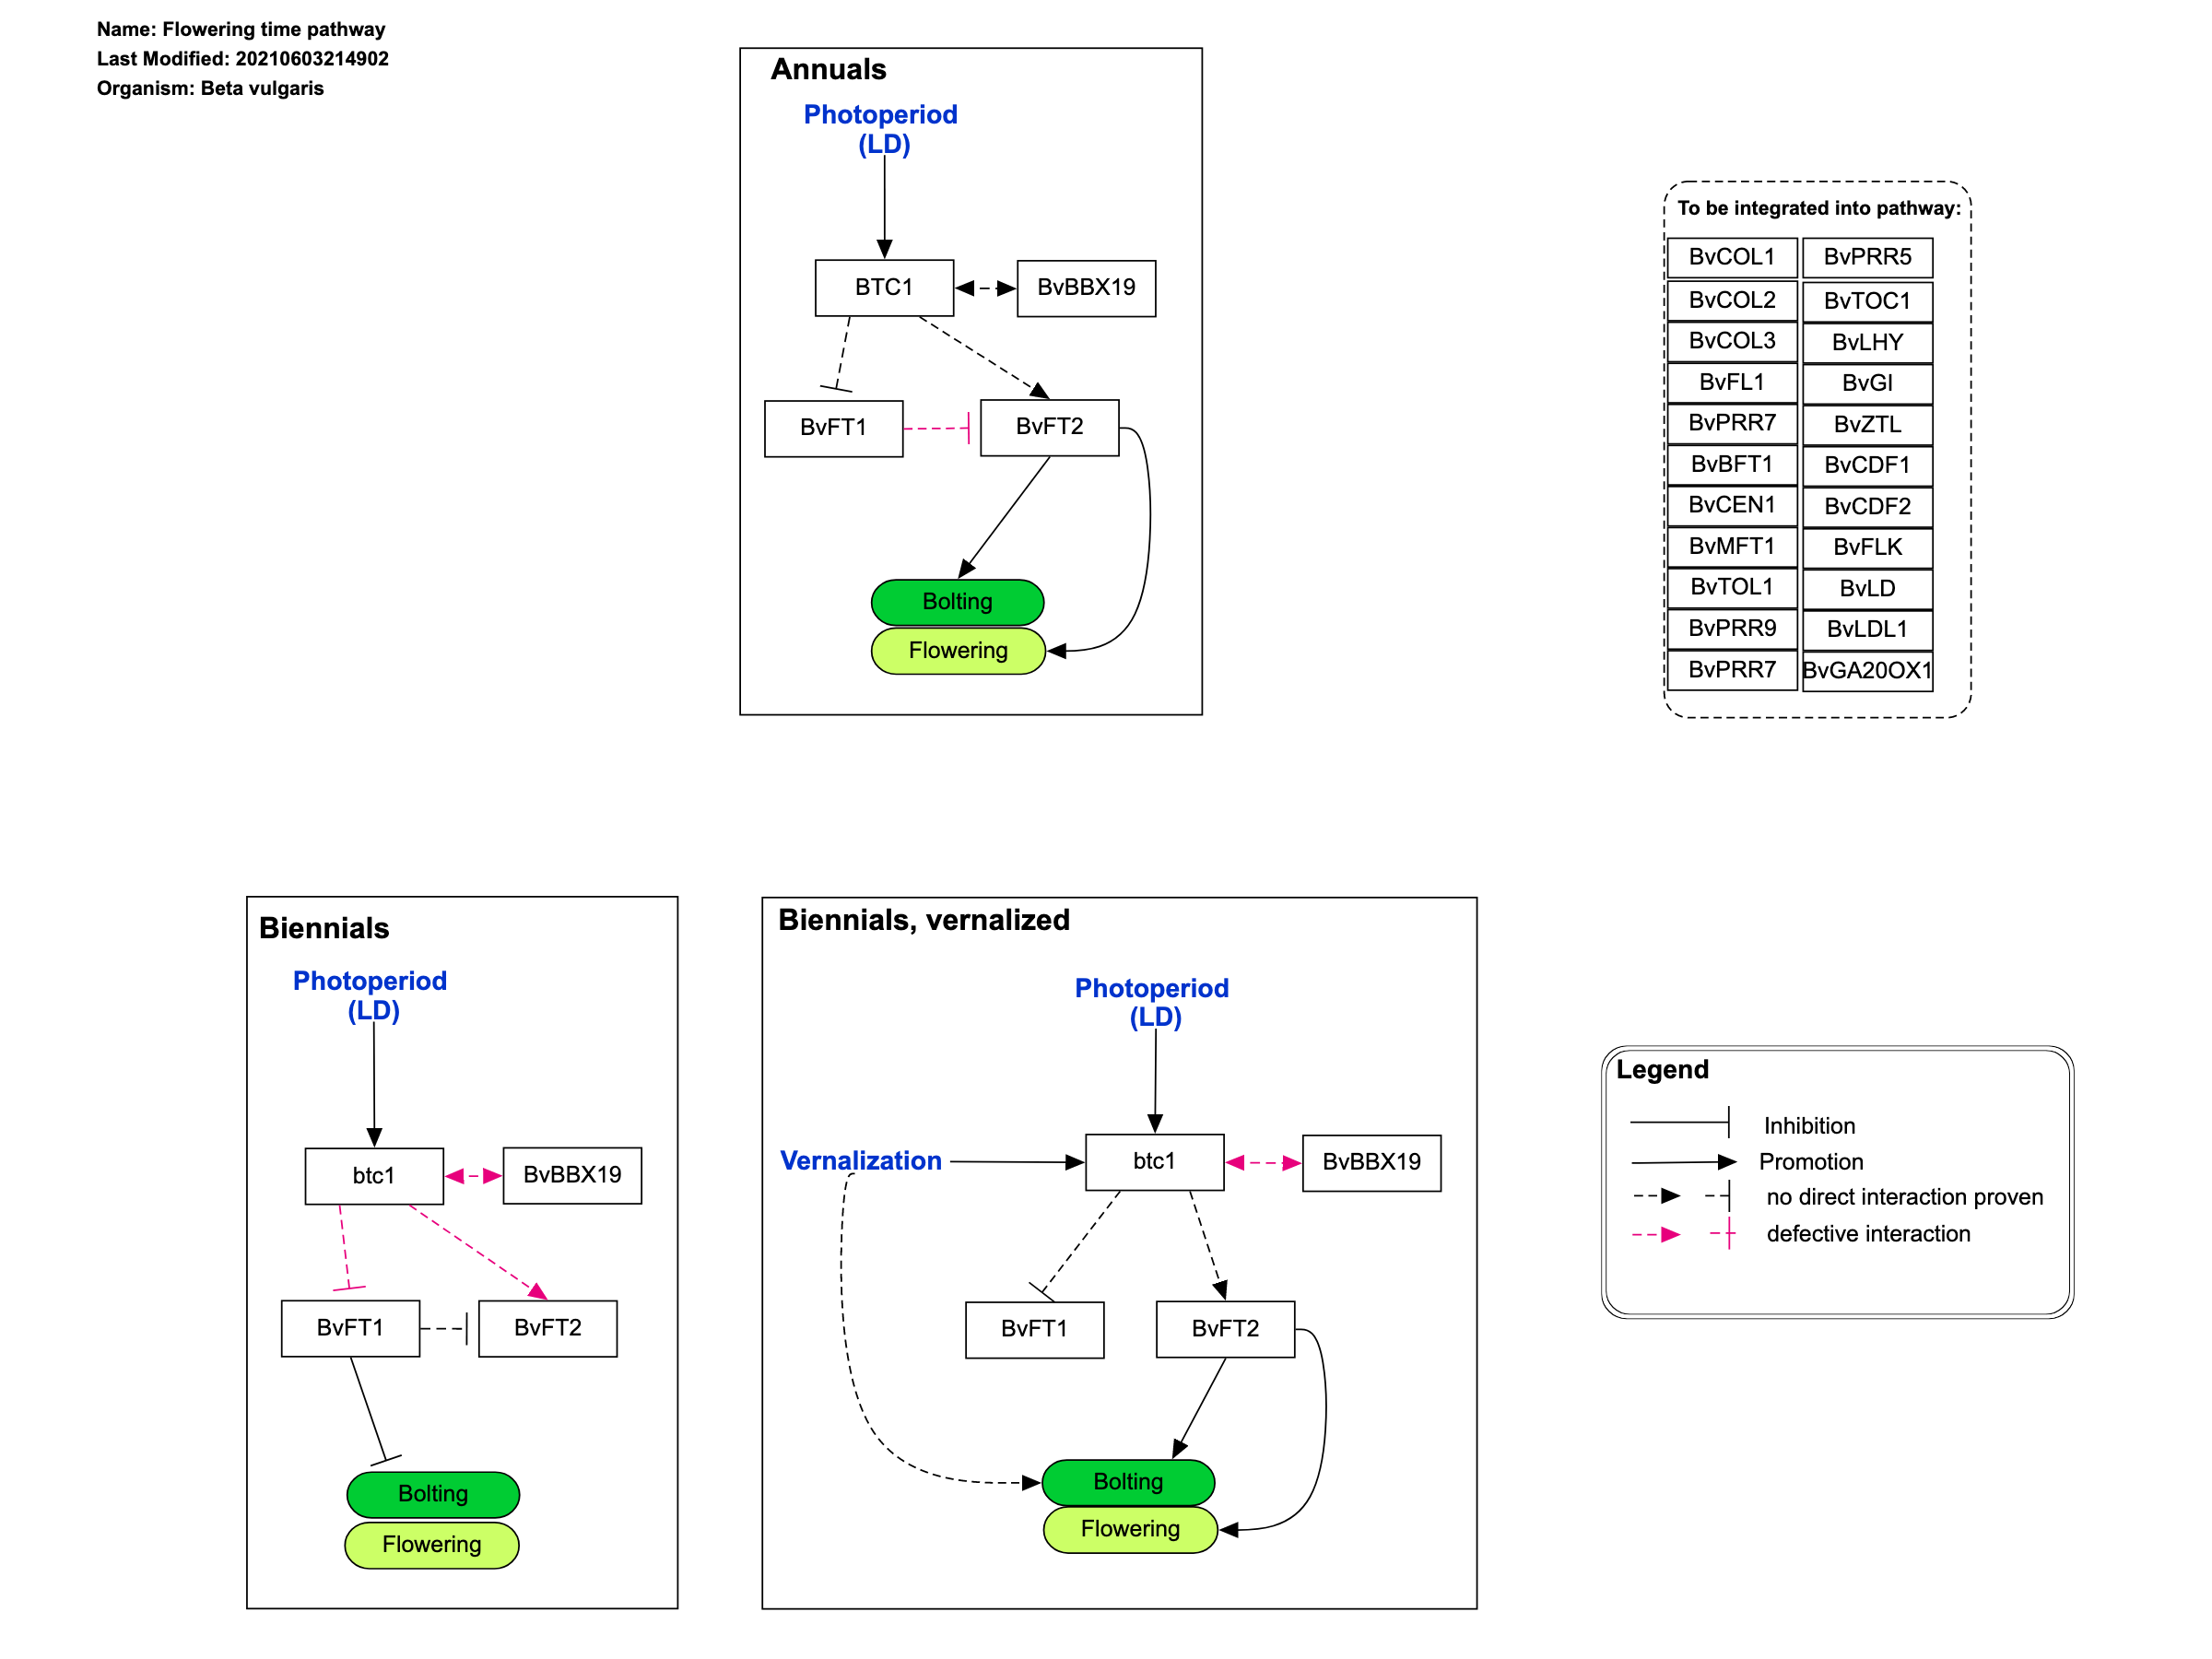 Name: Flowering time pathway
Last Modified: 20210603214902
Organism: Beta vulgaris
Annuals
Photoperiod
(LD)
BTC1
BvBBX19
BvFT1
BvFT2
Bolting
Flowering
To be integrated into pathway:
BvCOL1
BvPRR5
BvCOL2
BvTOC1
BvCOL3
BvLHY
BvFL1
BvGI
BvPRR7
BvZTL
BvBFT1
BvCDF1
BvCEN1
BvCDF2
BvMFT1
BvFLK
BvTOL1
BvLD
BvPRR9
BvLDL1
BvPRR7
BvGA20OX1
Biennials
Photoperiod
(LD)
btc1
BvBBX19
BvFT1
BvFT2
Bolting
Flowering
Biennials, vernalized
Photoperiod
(LD)
Vernalization
btc1
BvBBX19
BvFT1
BvFT2
Bolting
Flowering
Legend
Inhibition
Promotion
no direct interaction proven
defective interaction